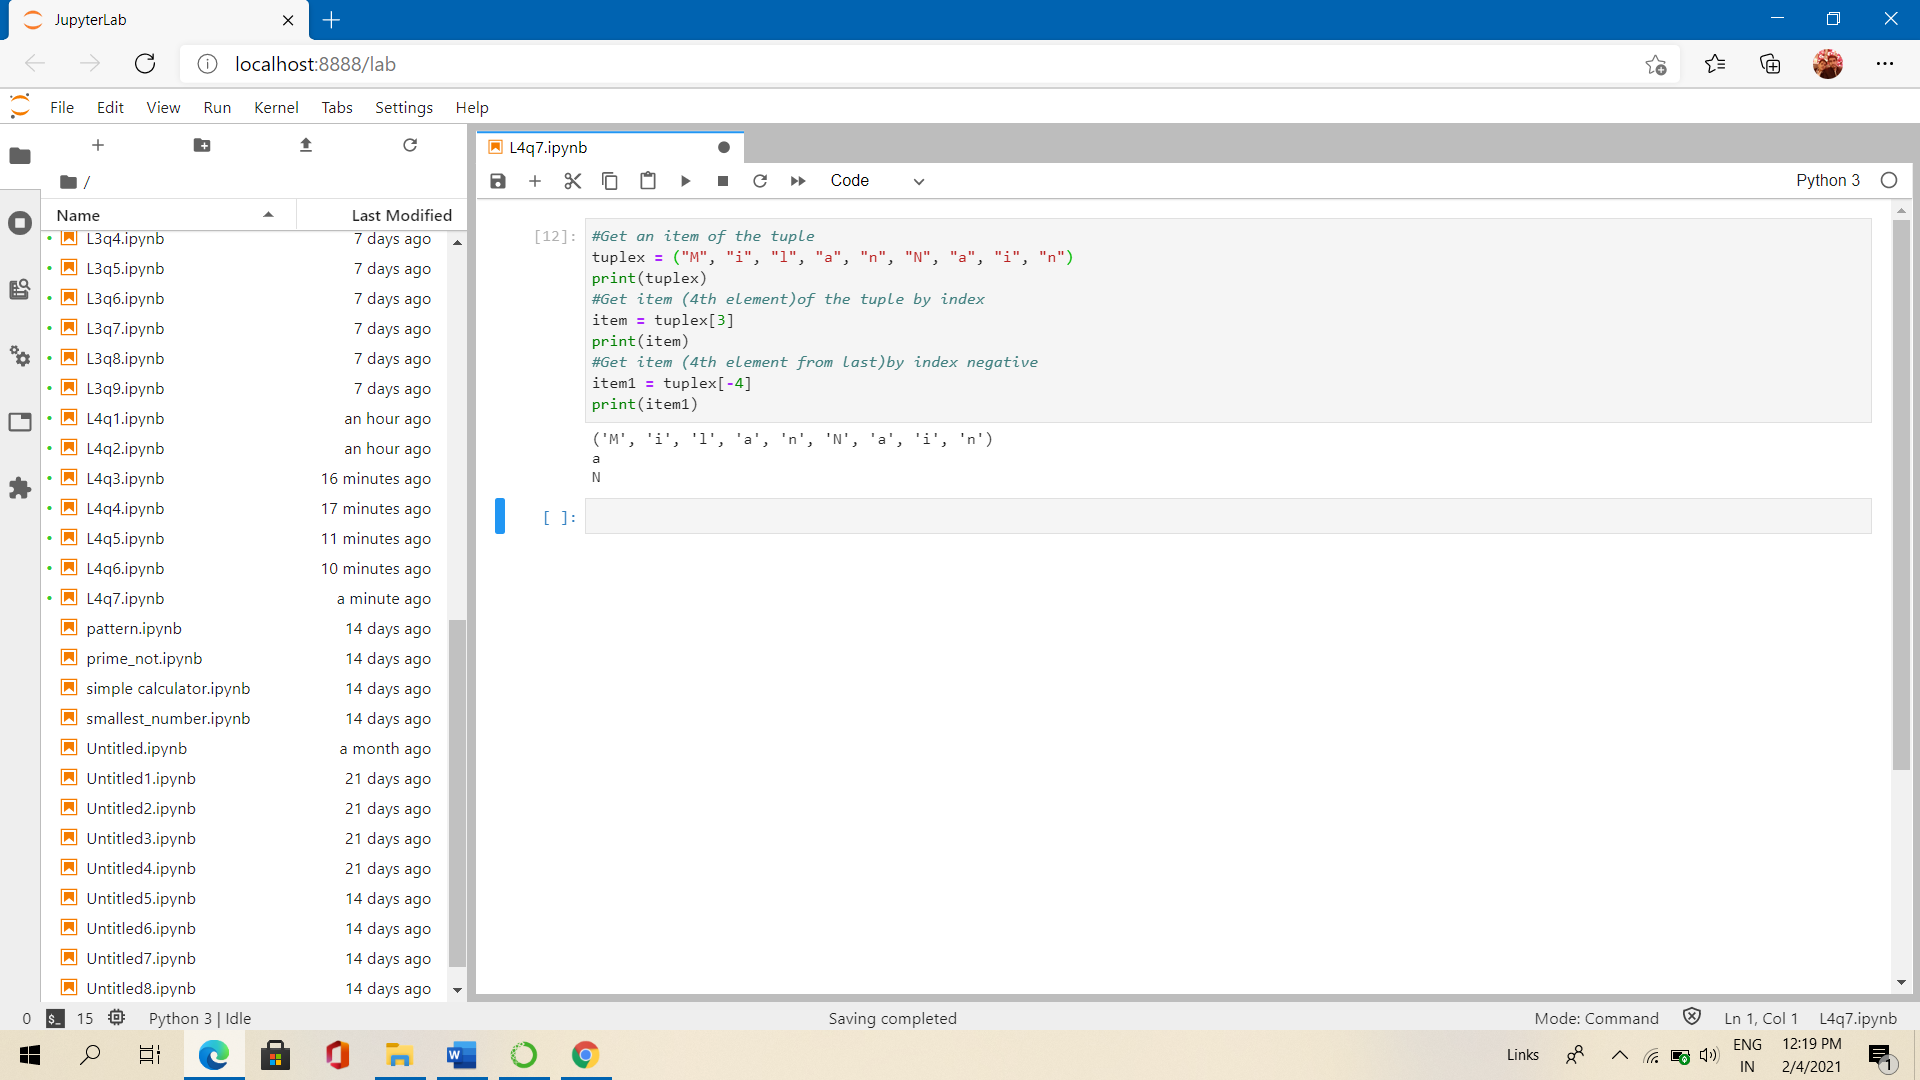 JupyterLab
localhost:8888/lab
File Edit View Run Kernel Tabs Settings Help
L4q7.ipynb
/
Code
Python 3
Name Last Modified
L3q4.ipynb 7 days ago
L3q5.ipynb 7 days ago
L3q6.ipynb 7 days ago
L3q7.ipynb 7 days ago
L3q8.ipynb 7 days ago
L3q9.ipynb 7 days ago
L4q1.ipynb an hour ago
L4q2.ipynb an hour ago
L4q3.ipynb 16 minutes ago
L4q4.ipynb 17 minutes ago
L4q5.ipynb 11 minutes ago
L4q6.ipynb 10 minutes ago
L4q7.ipynb a minute ago
pattern.ipynb 14 days ago
prime_not.ipynb 14 days ago
simple calculator.ipynb 14 days ago
smallest_number.ipynb 14 days ago
Untitled.ipynb a month ago
Untitled1.ipynb 21 days ago
Untitled2.ipynb 21 days ago
Untitled3.ipynb 21 days ago
Untitled4.ipynb 21 days ago
Untitled5.ipynb 14 days ago
Untitled6.ipynb 14 days ago
Untitled7.ipynb 14 days ago
Untitled8.ipynb 14 days ago
[12]: #Get an item of the tuple
tuplex = ("M", "i", "l", "a", "n", "N", "a", "i", "n")
print(tuplex)
#Get item (4th element)of the tuple by index
item = tuplex[3]
print(item)
#Get item (4th element from last)by index negative
item1 = tuplex[-4]
print(item1)
('M', 'i', 'l', 'a', 'n', 'N', 'a', 'i', 'n')
a
N
[ ]:
0 $_ 15 Python 3 | Idle Saving completed Mode: Command Ln 1, Col 1 L4q7.ipynb
Links ENG 12:19 PM
IN 2/4/2021 1